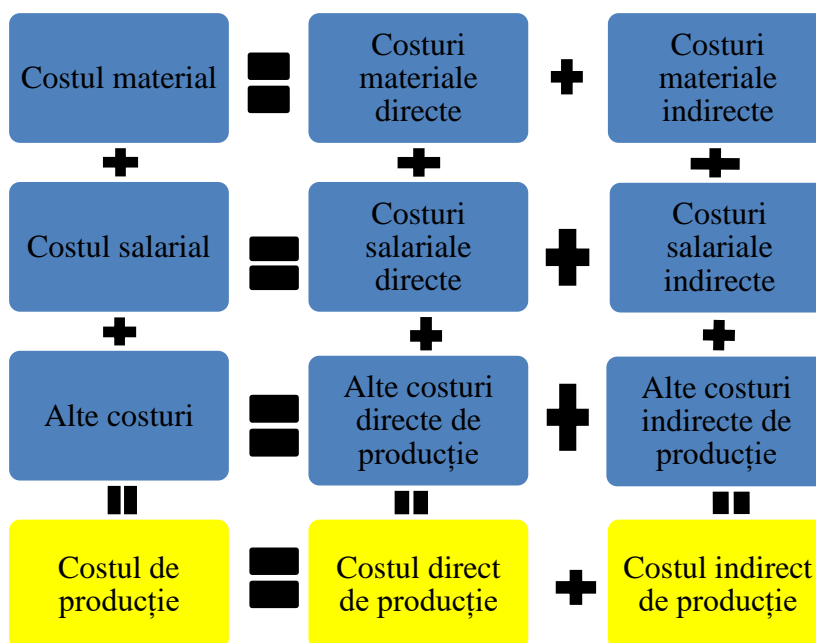 Costul material
Costuri
materiale
directe
Costuri
materiale
indirecte
Costul salarial
Costuri
salariale
directe
Costuri
salariale
indirecte
Alte costuri
Alte costuri
directe de
producție
Alte costuri
indirecte de
producție
Costul de
producție
Costul direct
de producție
Costul indirect
de producție